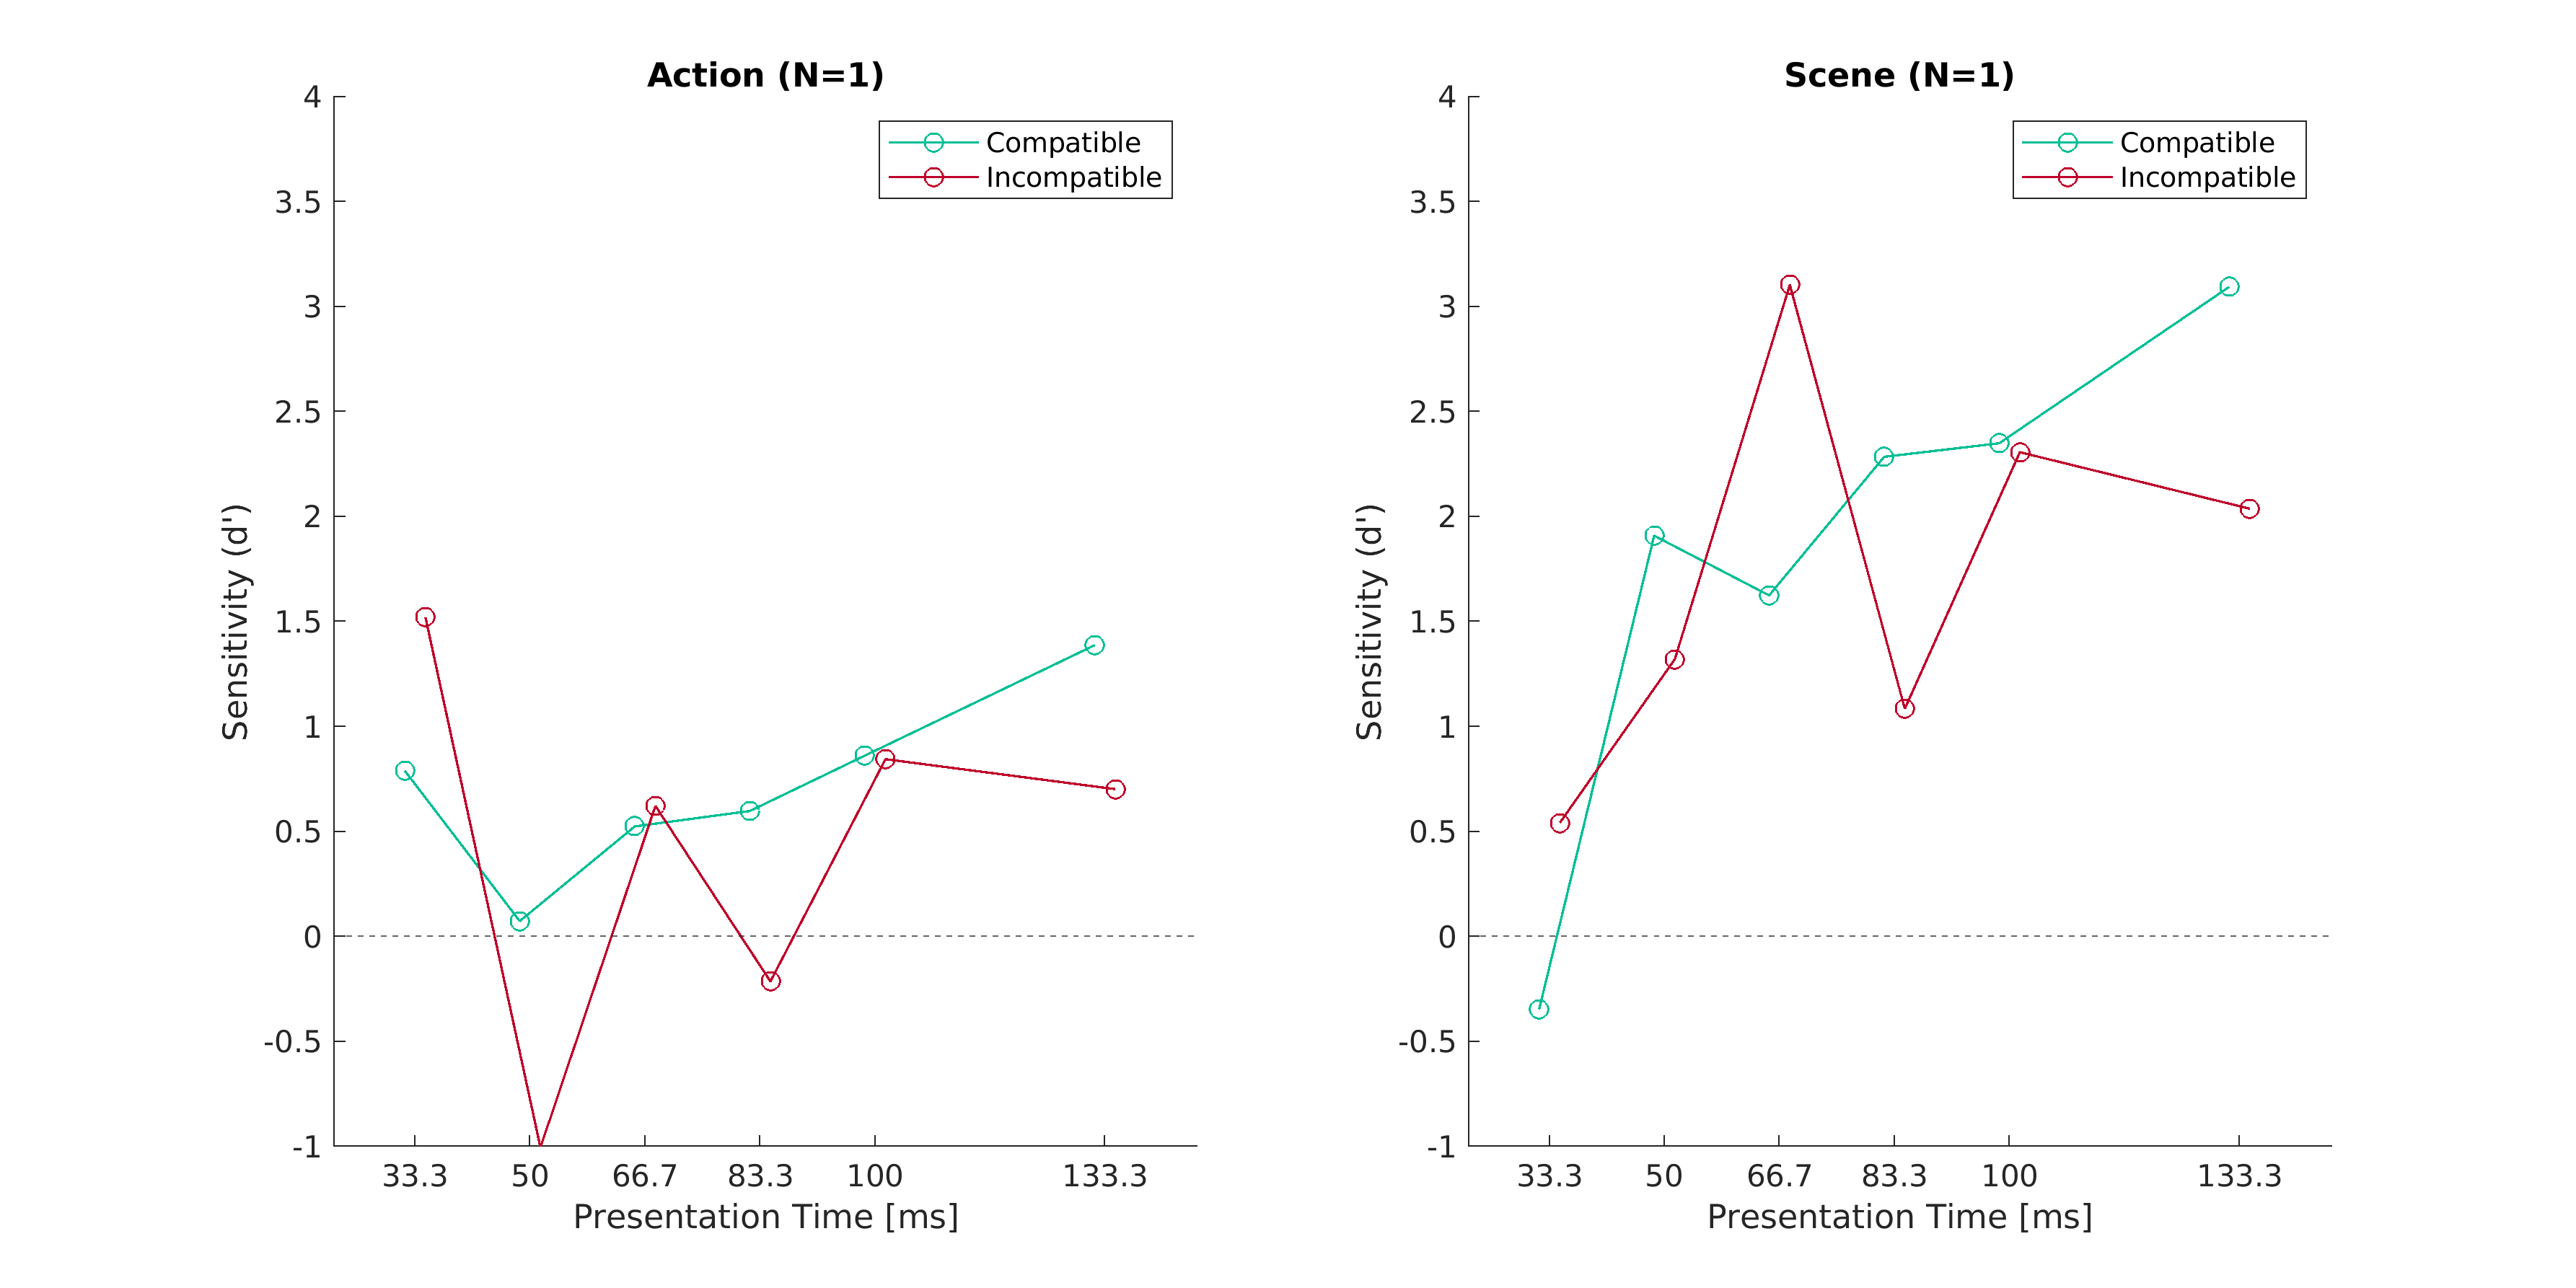 Action (N=1)
Compatible
Incompatible
4
3.5
3
2.5
2
1.5
1
0.5
0
-0.5
-1
Sensitivity (d')
33.3 50 66.7 83.3 100 133.3
Presentation Time [ms]
Scene (N=1)
Compatible
Incompatible
4
3.5
3
2.5
2
1.5
1
0.5
0
-0.5
-1
Sensitivity (d')
33.3 50 66.7 83.3 100 133.3
Presentation Time [ms]